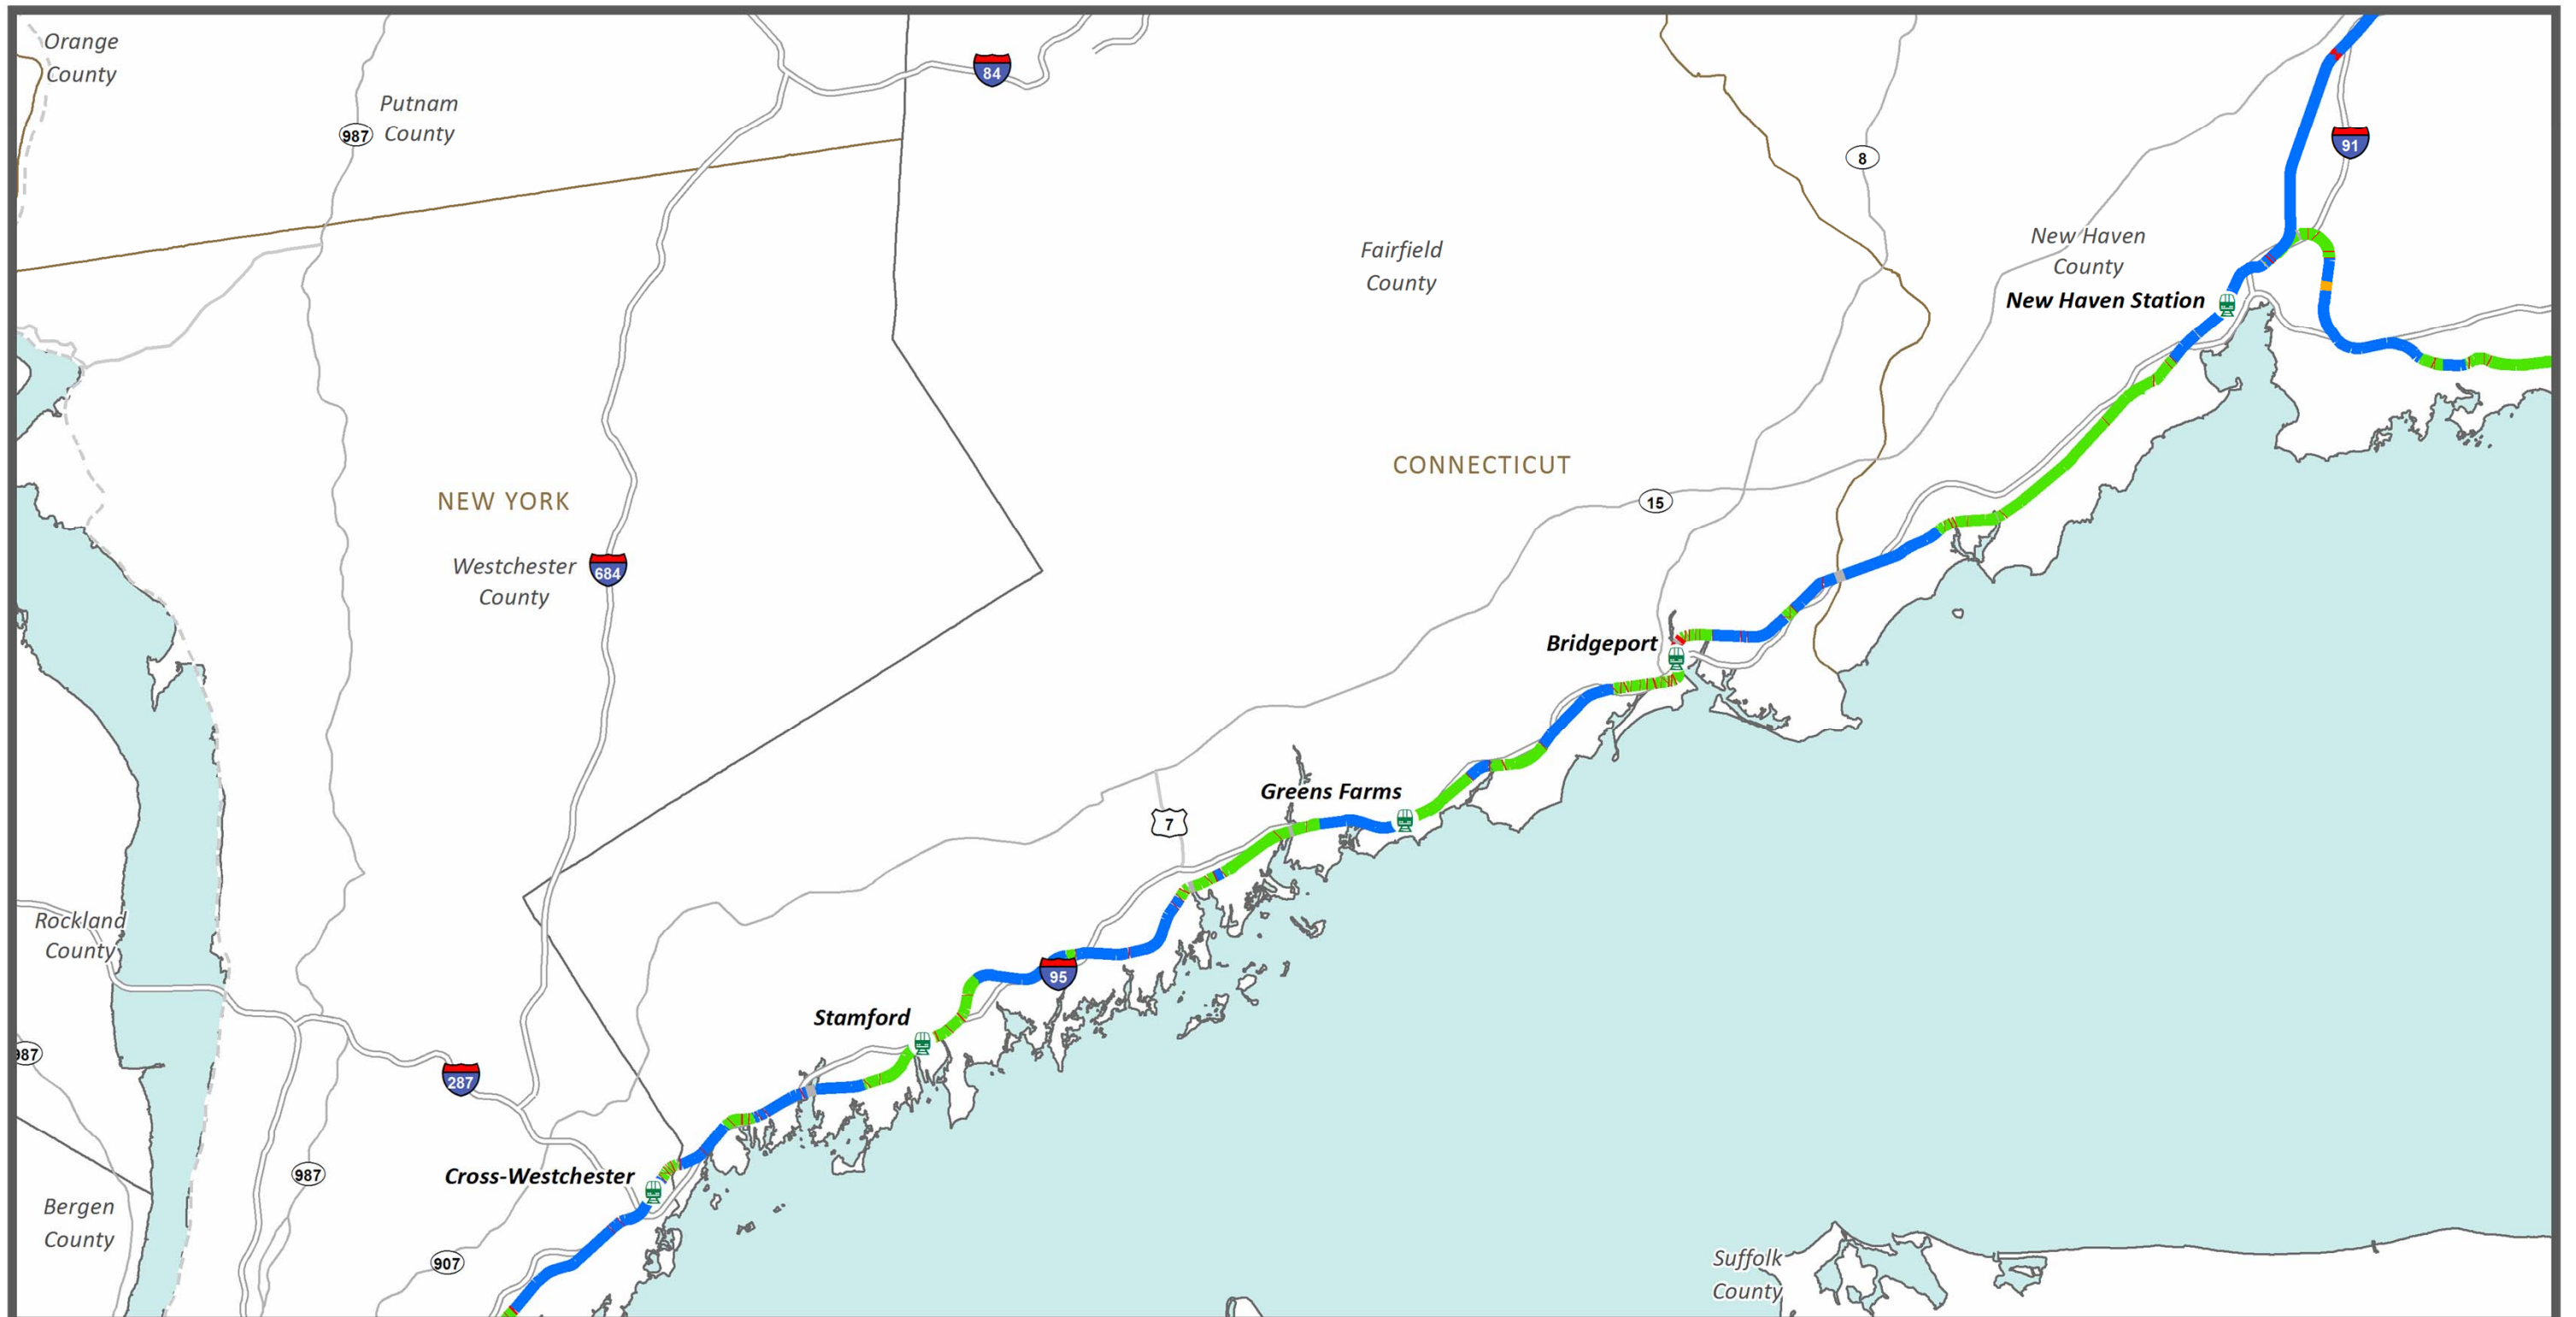 Orange
County
84
Putnam
County
987
8
91
Fairfield
County
New Haven
County
New Haven Station
CONNECTICUT
NEW YORK
15
Westchester
County
684
Bridgeport
Greens Farms
7
Rockland
County
95
Stamford
987
287
Cross-Westchester
987
Bergen
County
907
Suffolk
County